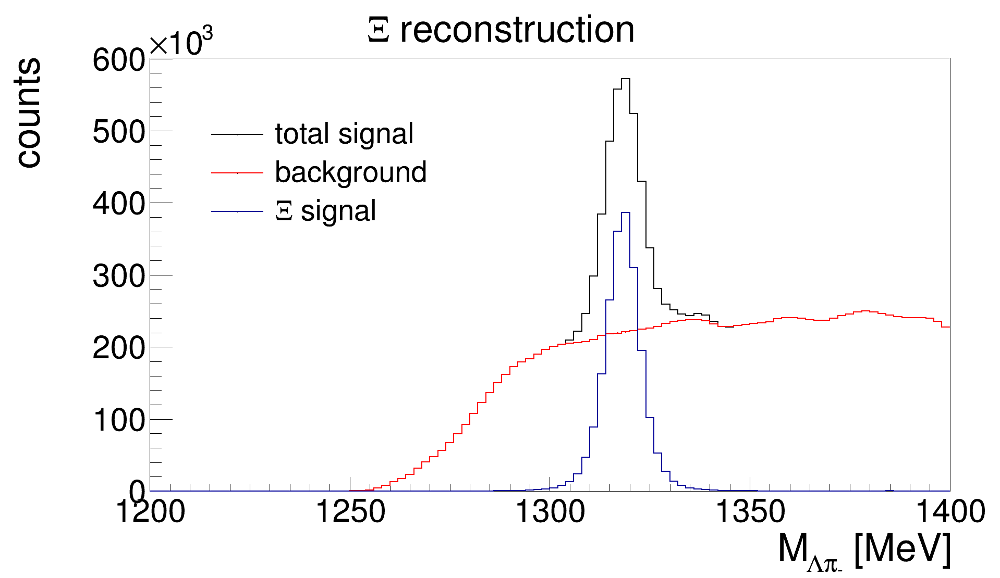 Ξ reconstruction
×10³
counts
600
500
400
300
200
100
0
total signal
background
Ξ signal
1200 1250 1300 1350 1400
M_Λπ- [MeV]